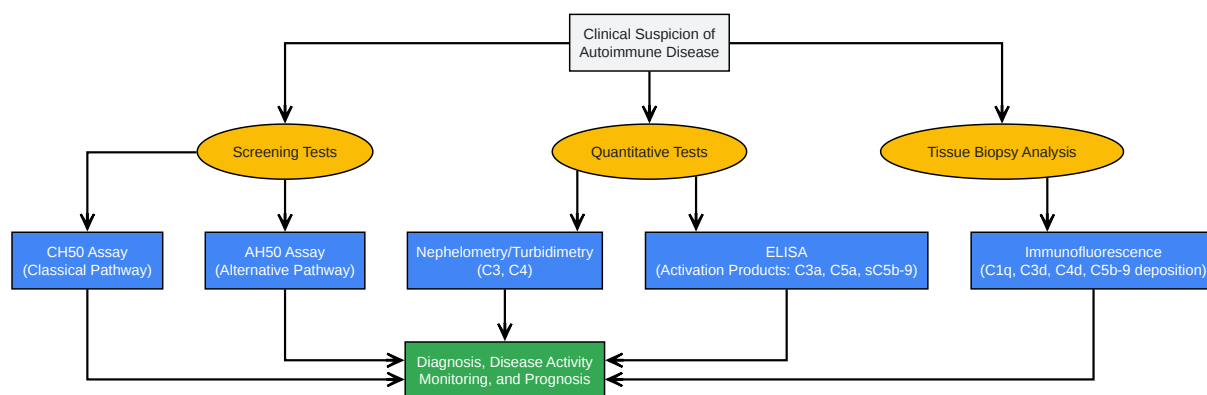 Clinical Suspicion of
Autoimmune Disease
Screening Tests
Quantitative Tests
Tissue Biopsy Analysis
CH50 Assay
(Classical Pathway)
AH50 Assay
(Alternative Pathway)
Nephelometry/Turbidimetry
(C3, C4)
ELISA
(Activation Products: C3a, C5a, sC5b-9)
Immunofluorescence
(C1q, C3d, C4d, C5b-9 deposition)
Diagnosis, Disease Activity
Monitoring, and Prognosis